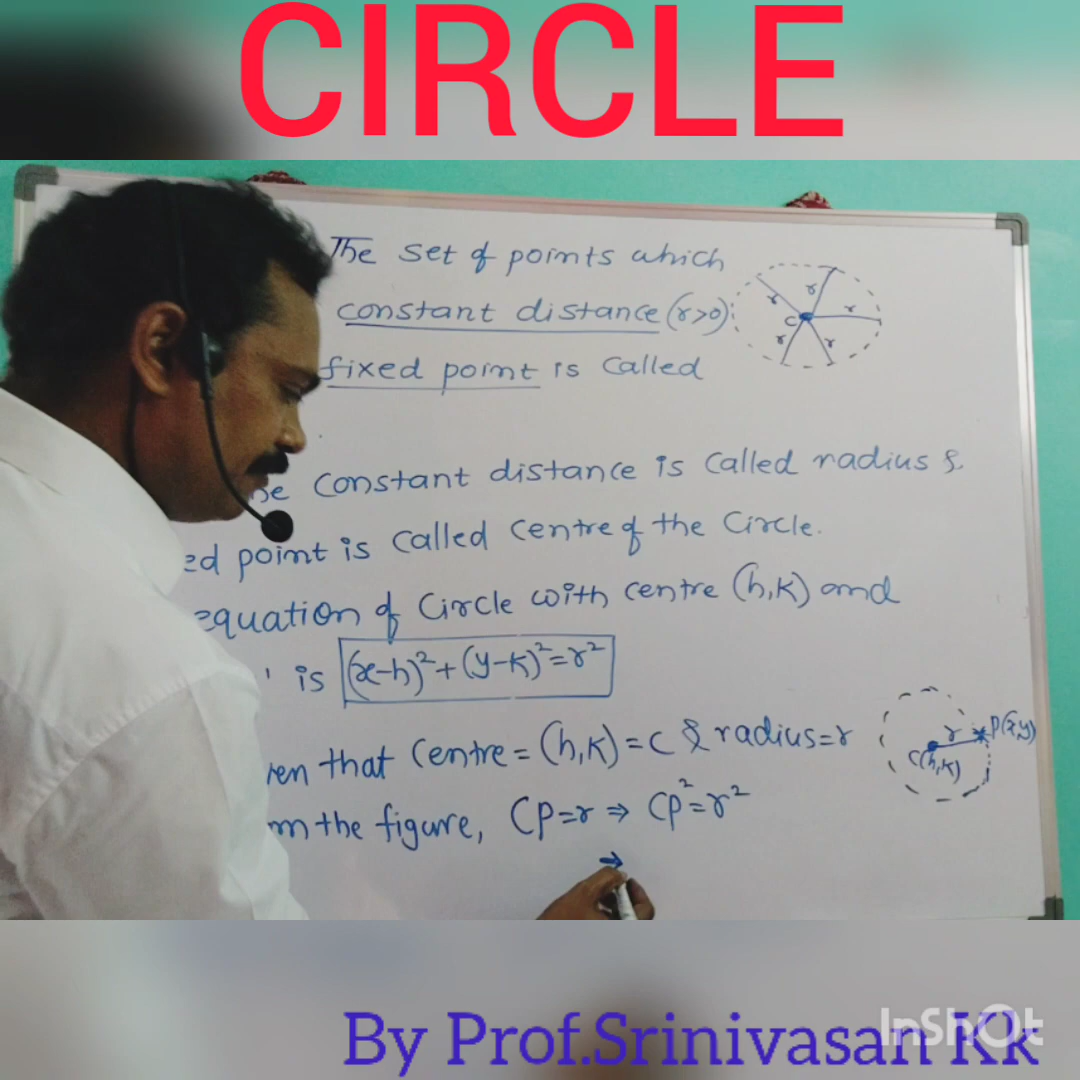 CIRCLE
The set of points which
constant distance (r>0)
fixed point is called
r r r r r
C
constant distance is called radius &
ed point is called centre of the circle.
equation of circle with centre (h,k) and
' is (x-h)²+(y-k)²=r²
ven that centre = (h,k) = C & radius=r
m the figure, CP=r ⇒ CP²=r²
⇒
r P(x,y)
C(h,k)
By Prof.Srinivasan Kk
InShOt